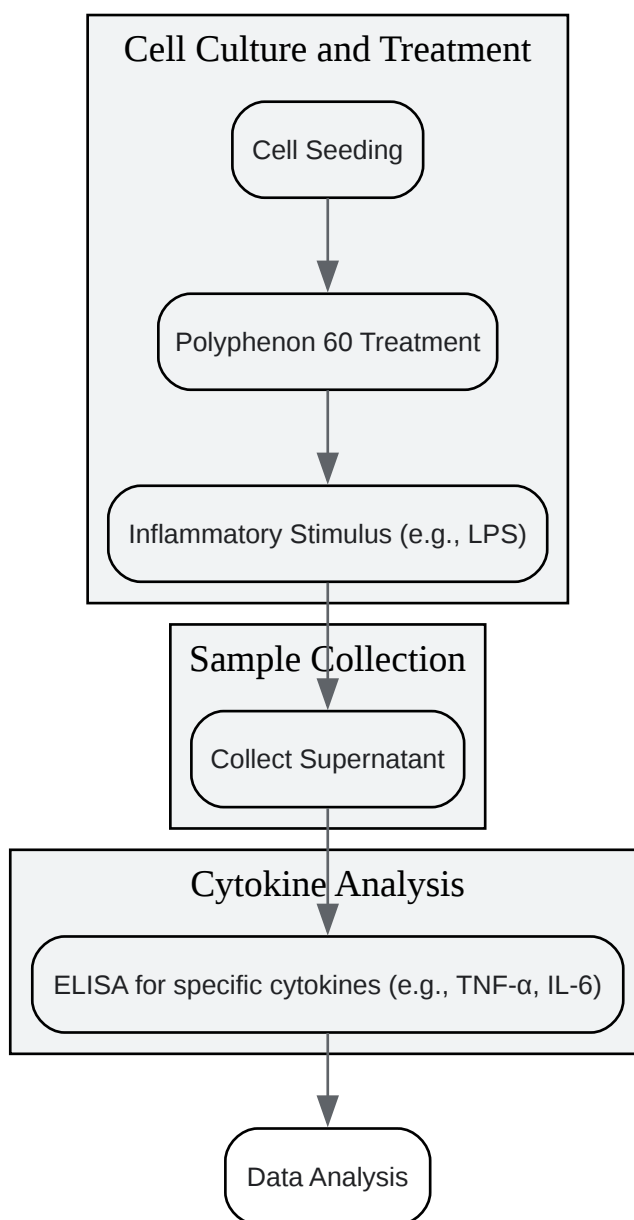 Cell Culture and Treatment
Cell Seeding
Polyphenon 60 Treatment
Inflammatory Stimulus (e.g., LPS)
Sample Collection
Collect Supernatant
Cytokine Analysis
ELISA for specific cytokines (e.g., TNF-α, IL-6)
Data Analysis